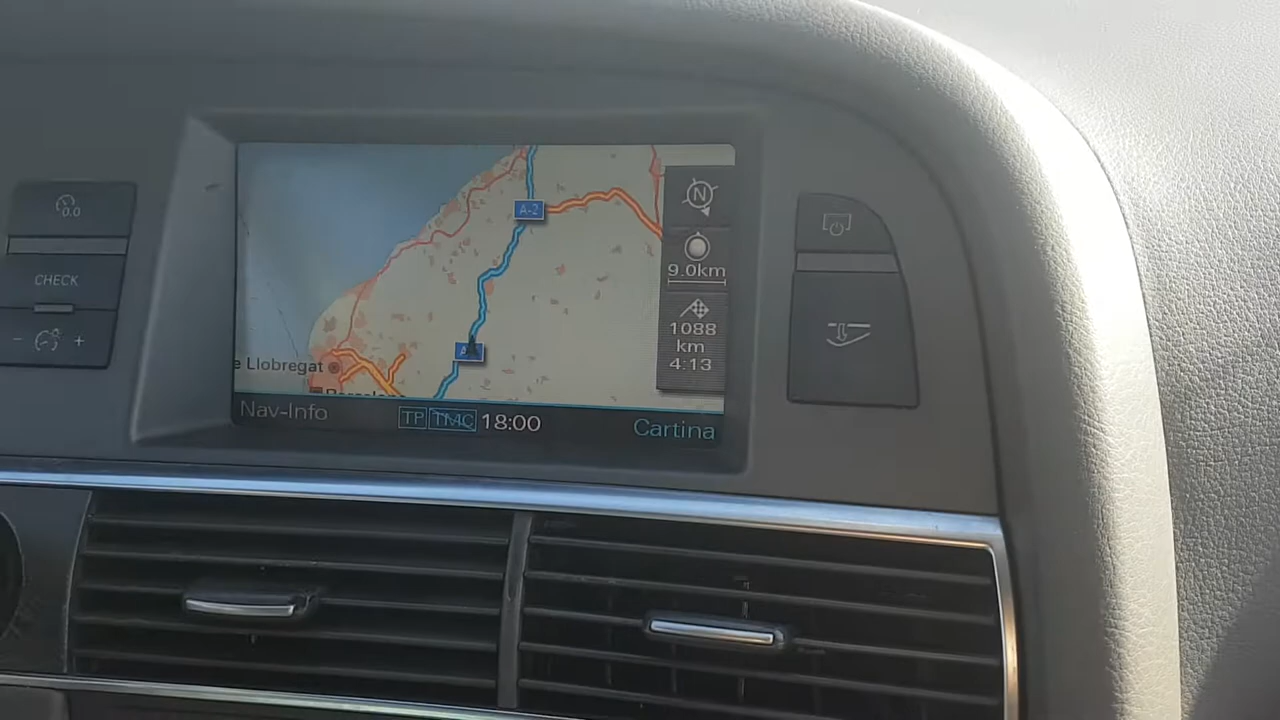 0.0
CHECK
- +
A-2
N
9.0km
1088
km
4:13
e Llobregat
Nav-Info
TP TMC 18:00
Cartina